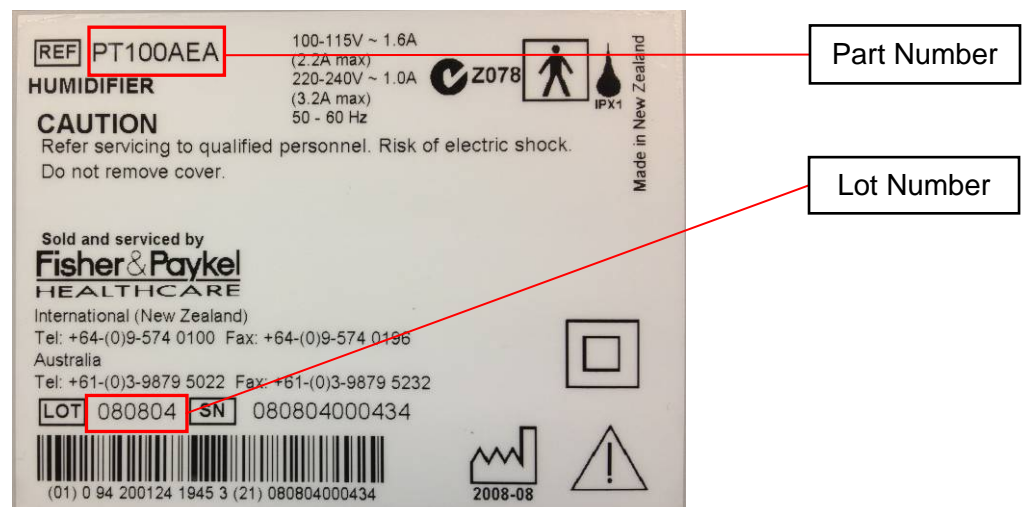 REF PT100AEA
HUMIDIFIER
100-115V ~ 1.6A
(2.2A max)
220-240V ~ 1.0A
(3.2A max)
50 - 60 Hz
Z078
IPX1
Made in New Zealand
Part Number
CAUTION
Refer servicing to qualified personnel. Risk of electric shock.
Do not remove cover.
Lot Number
Sold and serviced by
Fisher & Paykel
HEALTHCARE
International (New Zealand)
Tel: +64-(0)9-574 0100 Fax: +64-(0)9-574 0196
Australia
Tel: +61-(0)3-9879 5022 Fax: +61-(0)3-9879 5232
LOT 080804 SN 080804000434
(01) 0 94 200124 1945 3 (21) 080804000434
2008-08